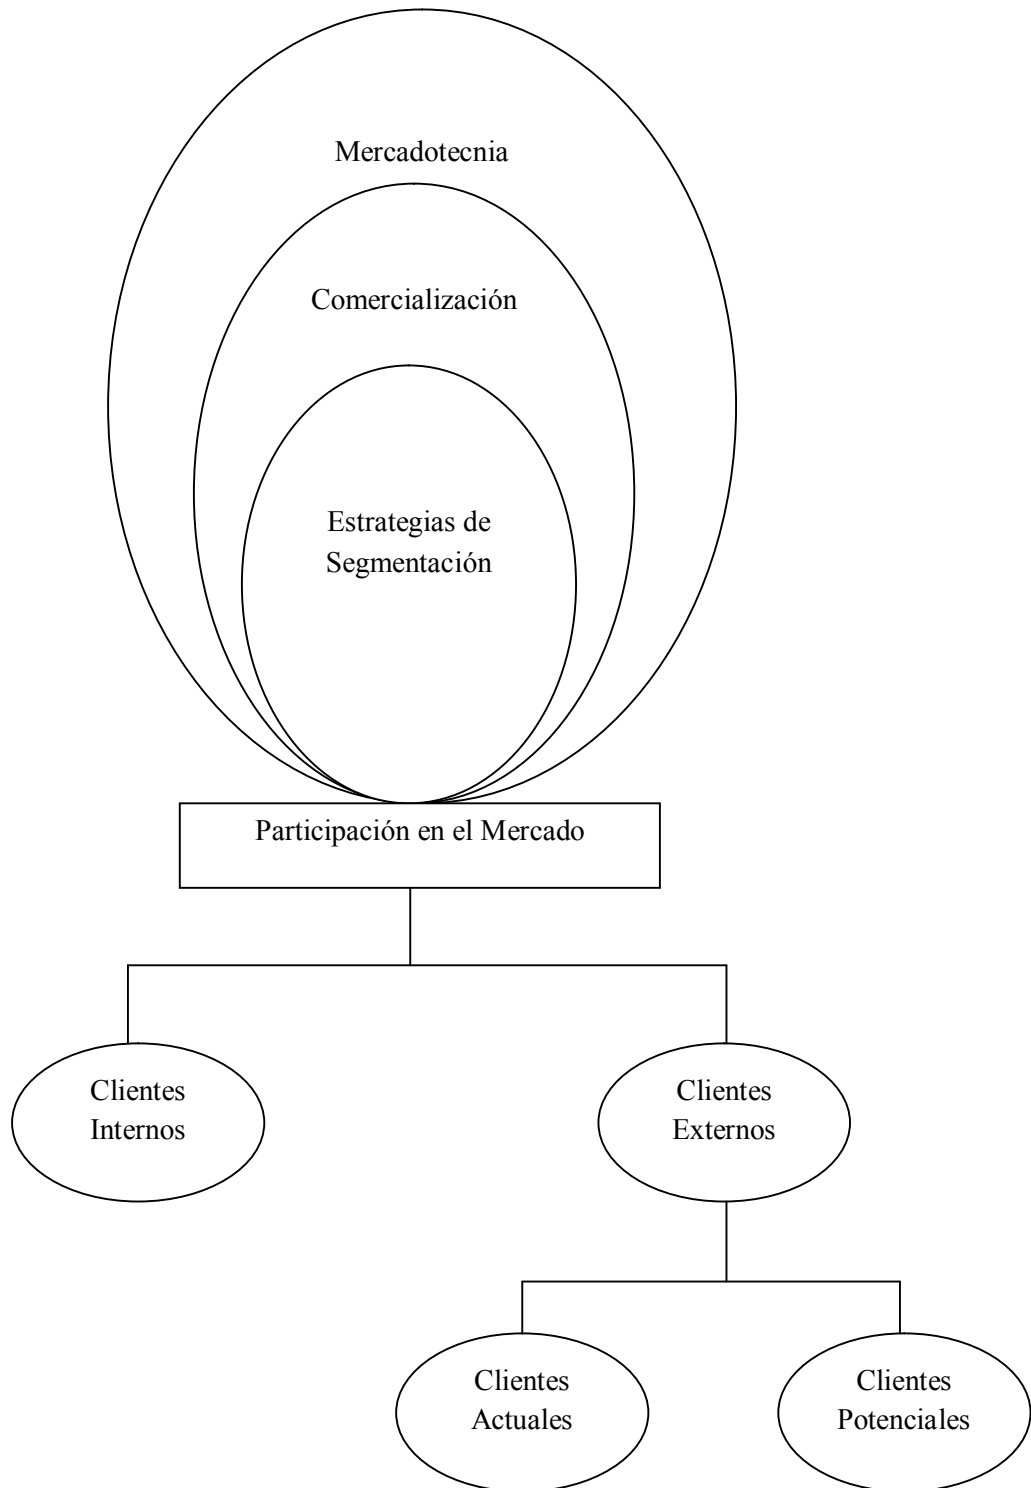 Mercadotecnia
Comercialización
Estrategias de
Segmentación
Participación en el Mercado
Clientes
Internos
Clientes
Externos
Clientes
Actuales
Clientes
Potenciales